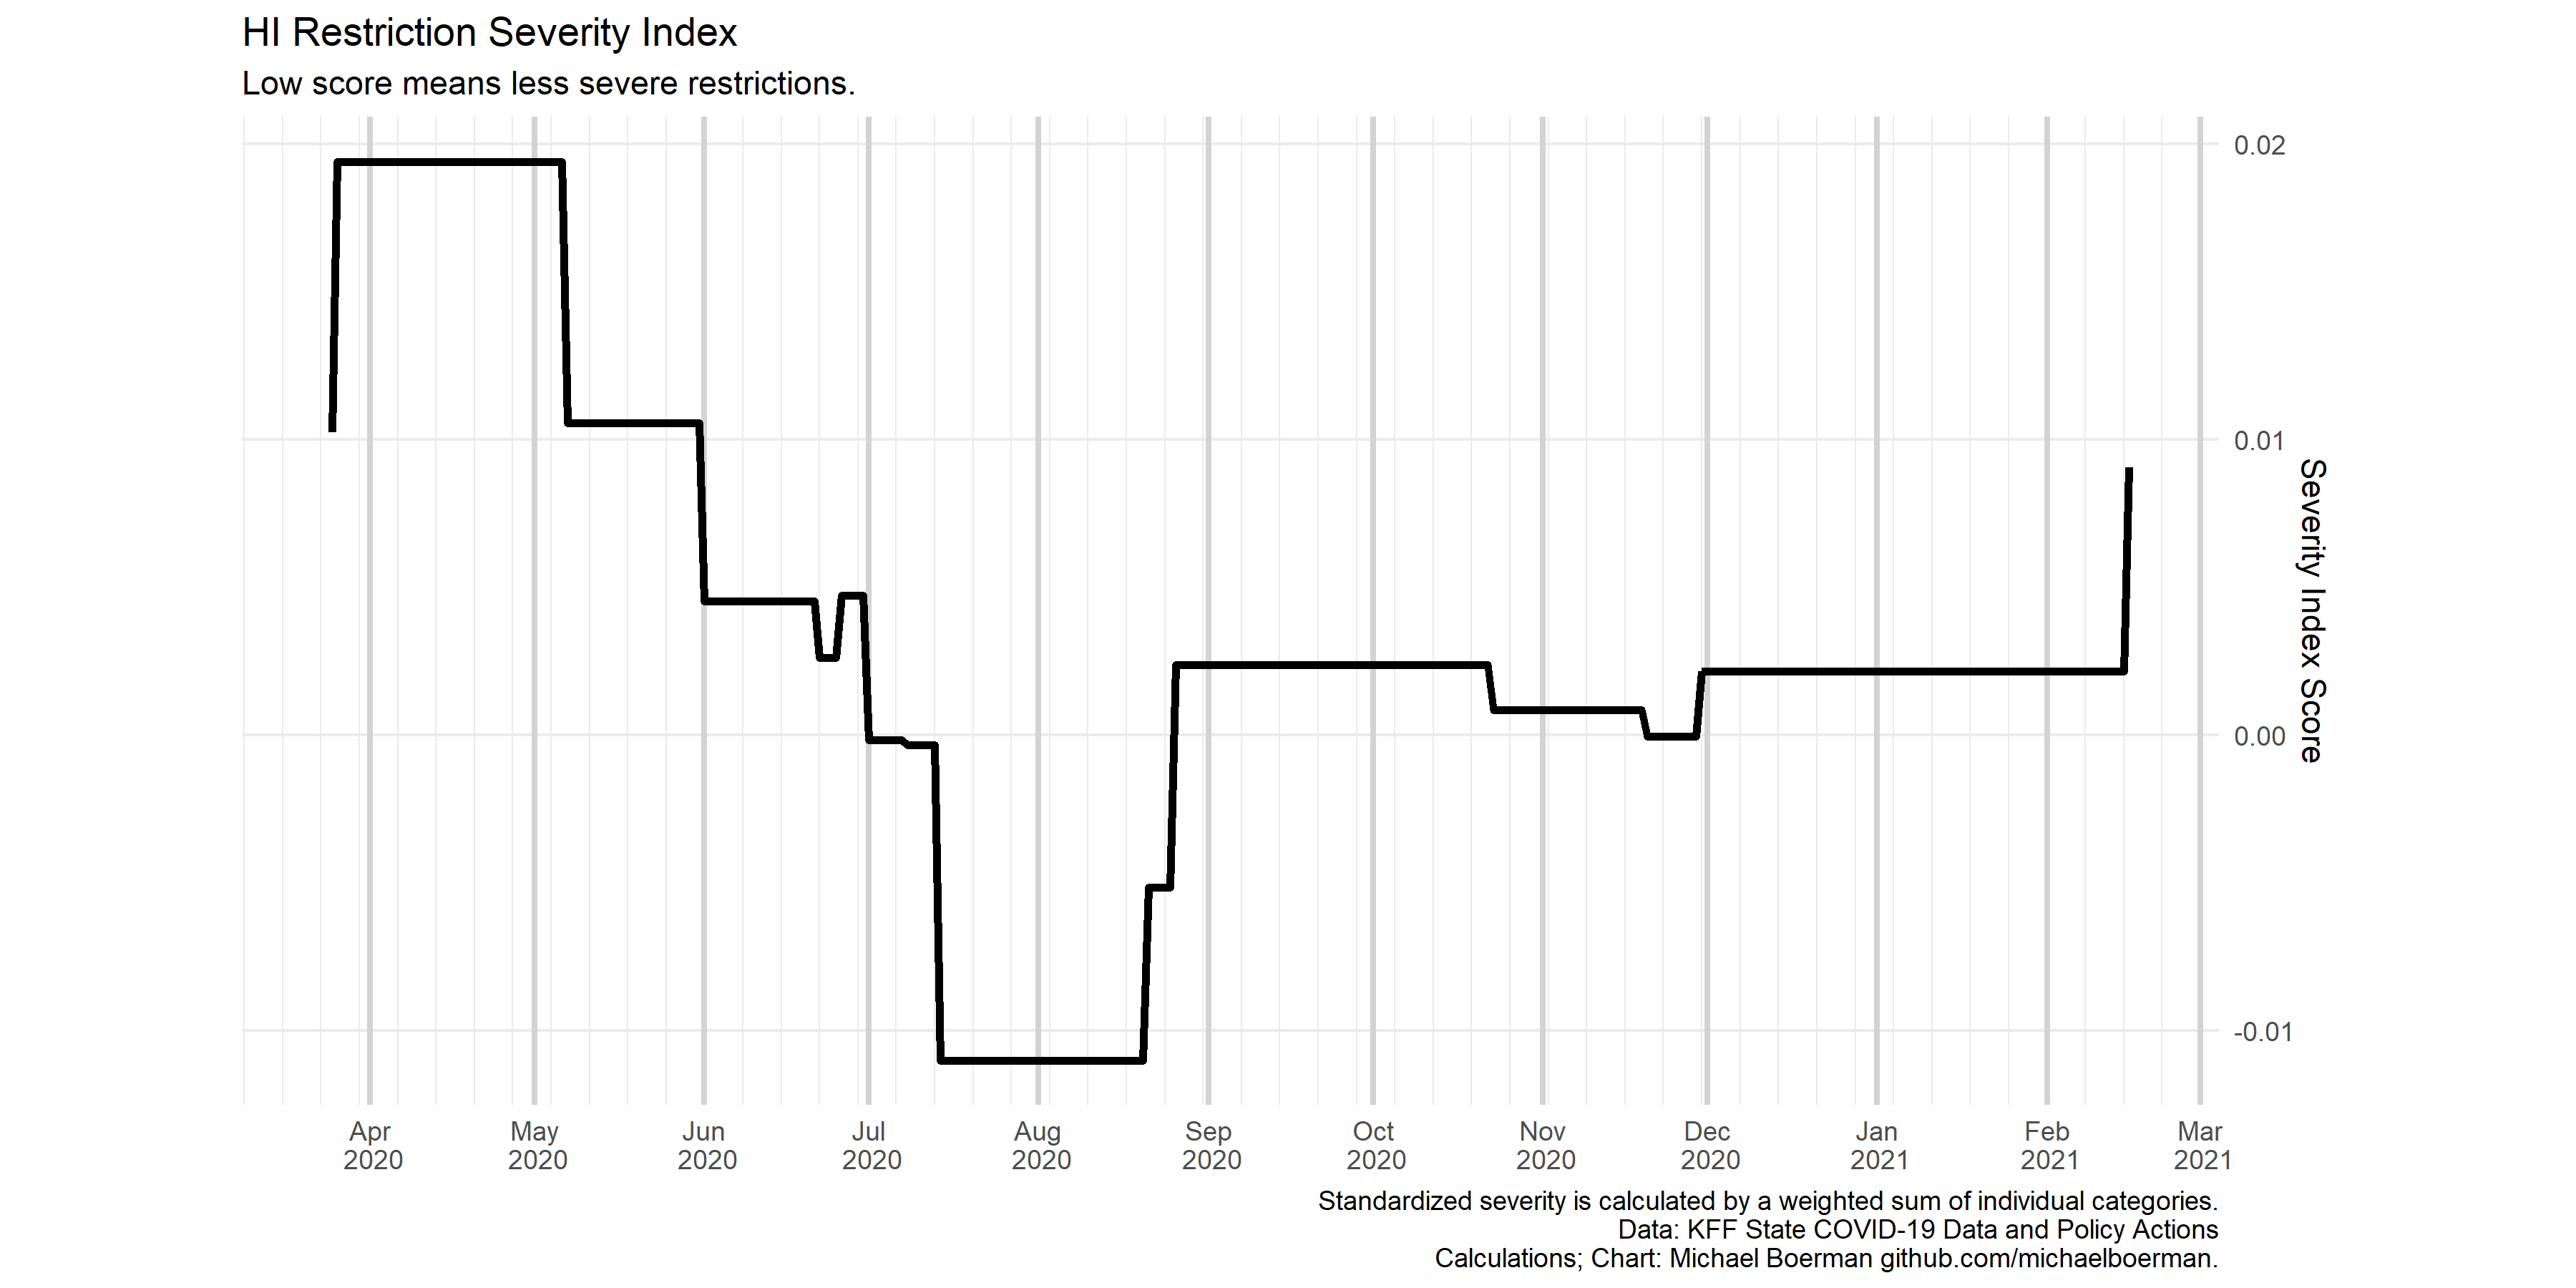 HI Restriction Severity Index
Low score means less severe restrictions.
0.02
0.01
0.00
-0.01
Severity Index Score
Apr May Jun Jul Aug Sep Oct Nov Dec Jan Feb Mar
2020 2020 2020 2020 2020 2020 2020 2020 2020 2021 2021 2021
Standardized severity is calculated by a weighted sum of individual categories.
Data: KFF State COVID-19 Data and Policy Actions
Calculations; Chart: Michael Boerman github.com/michaelboerman.